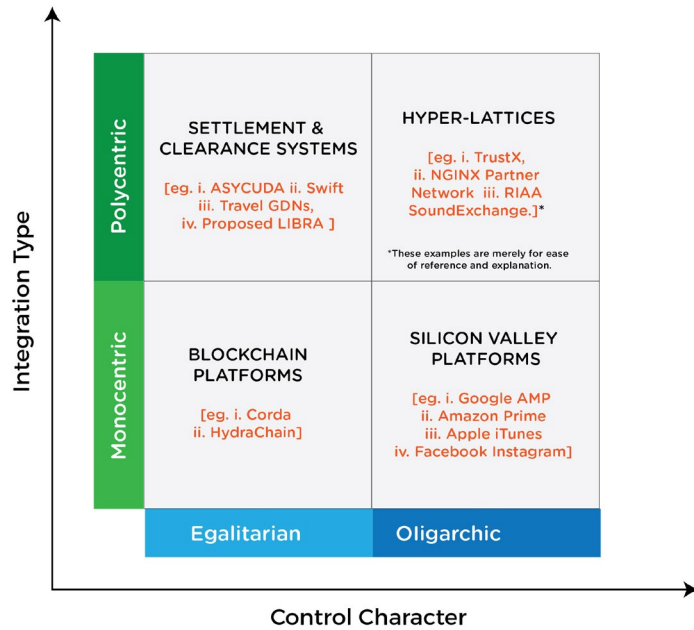 Integration Type
Polycentric
SETTLEMENT &
CLEARANCE SYSTEMS
[eg. i. ASYCUDA ii. Swift
iii. Travel GDNs,
iv. Proposed LIBRA ]
HYPER-LATTICES
[eg. i. TrustX,
ii. NGINX Partner
Network iii. RIAA
SoundExchange.]*
*These examples are merely for ease
of reference and explanation.
Monocentric
BLOCKCHAIN
PLATFORMS
[eg. i. Corda
ii. HydraChain]
SILICON VALLEY
PLATFORMS
[eg. i. Google AMP
ii. Amazon Prime
iii. Apple iTunes
iv. Facebook Instagram]
Egalitarian
Oligarchic
Control Character